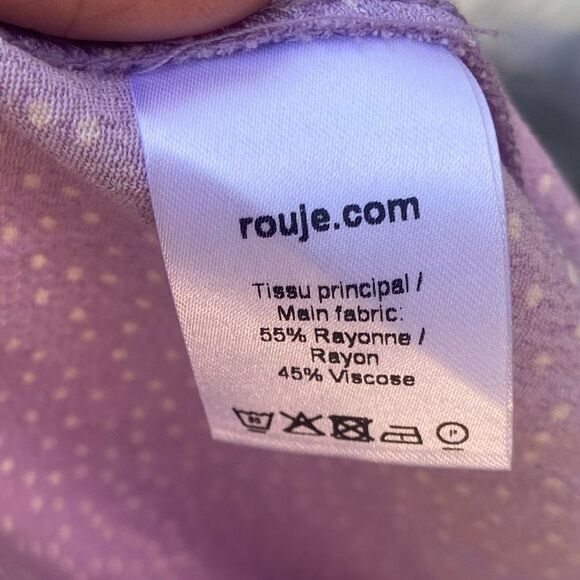 rouje.com
Tissu principal /
Main fabric:
55% Rayonne /
Rayon
45% Viscose
P